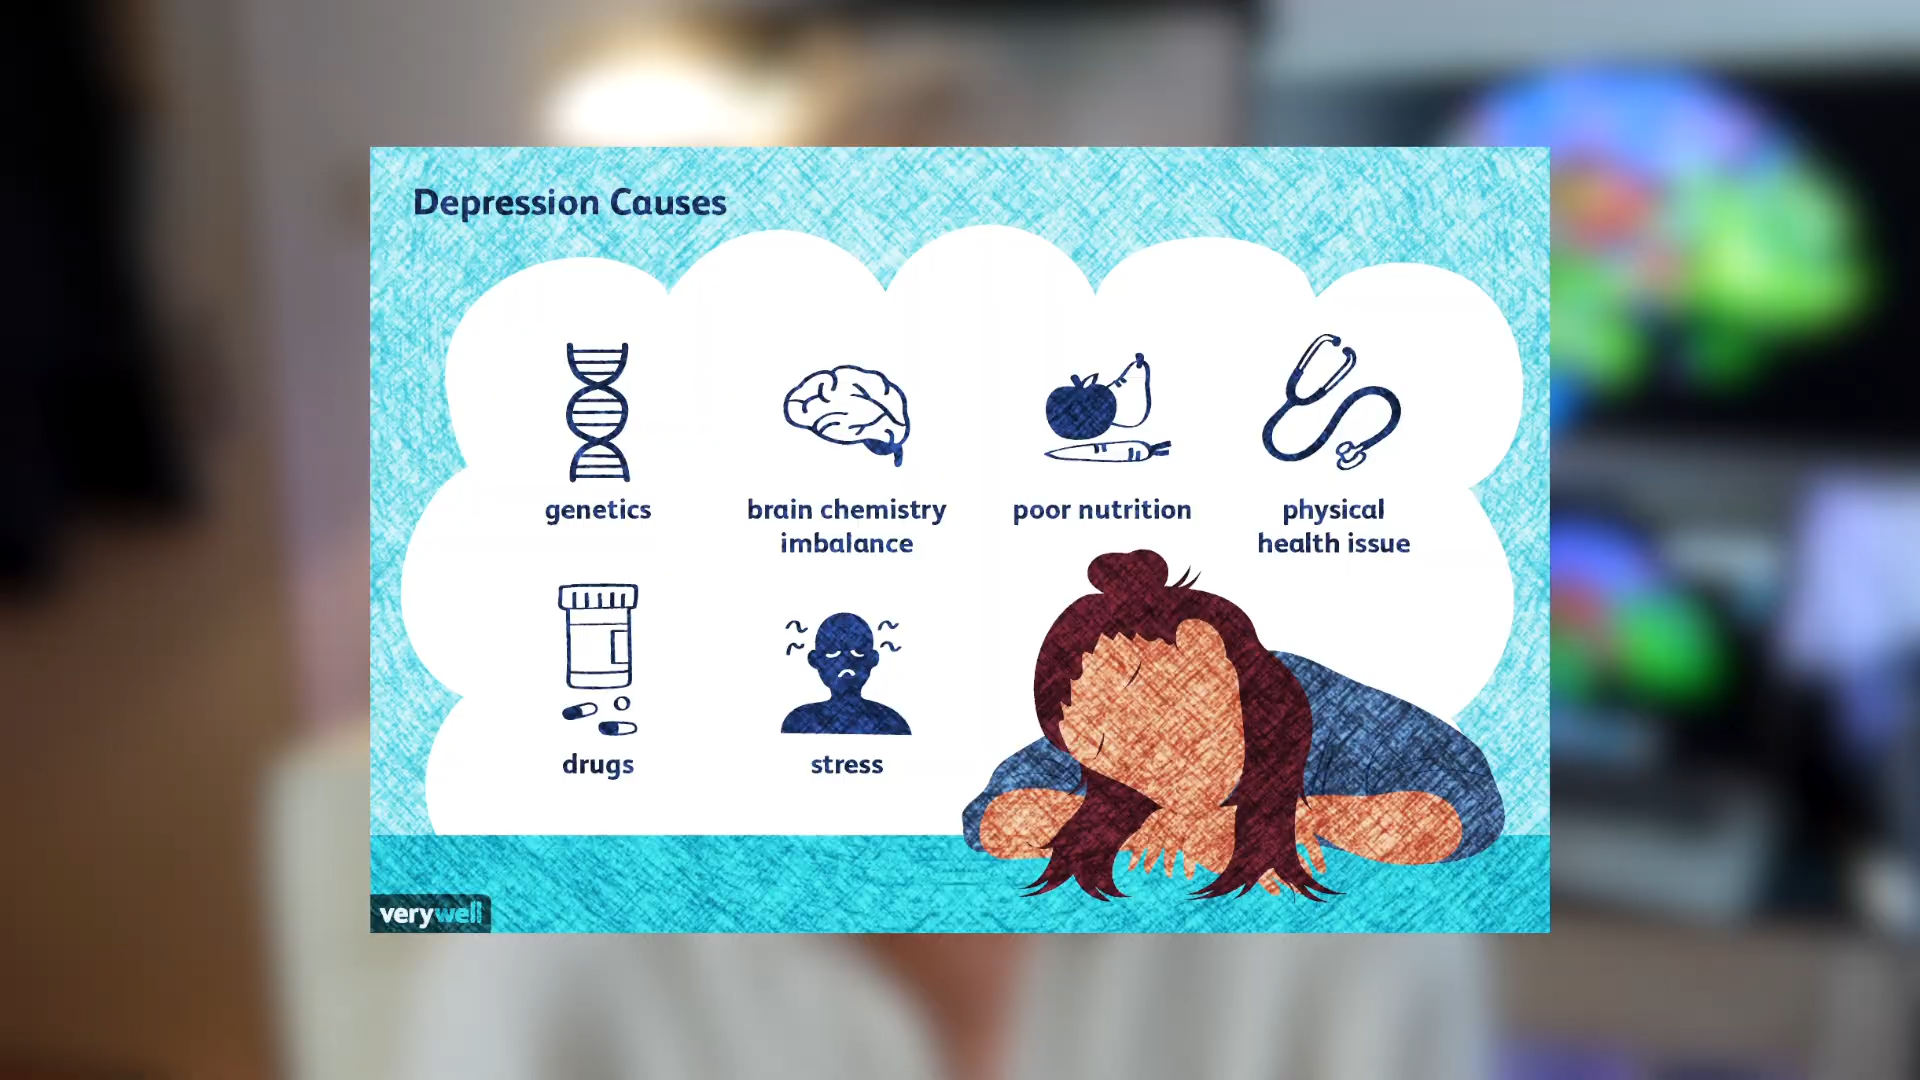 Depression Causes
genetics
brain chemistry
imbalance
poor nutrition
physical
health issue
drugs
stress
verywell